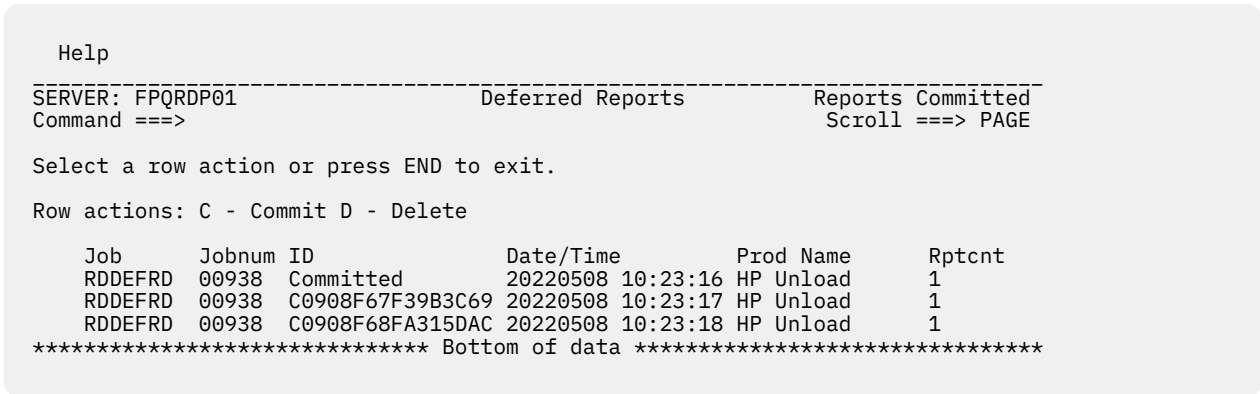 Help
_______________________________________________________________________________
SERVER: FPQRDP01                       Deferred Reports          Reports Committed
Command ===>                                                  Scroll ===> PAGE
Select a row action or press END to exit.
Row actions: C - Commit D - Delete
Job      Jobnum ID               Date/Time         Prod Name      Rptcnt
RDDEFRD  00938  Committed        20220508 10:23:16 HP Unload      1
RDDEFRD  00938  C0908F67F39B3C69 20220508 10:23:17 HP Unload      1
RDDEFRD  00938  C0908F68FA315DAC 20220508 10:23:18 HP Unload      1
******************************* Bottom of data ********************************